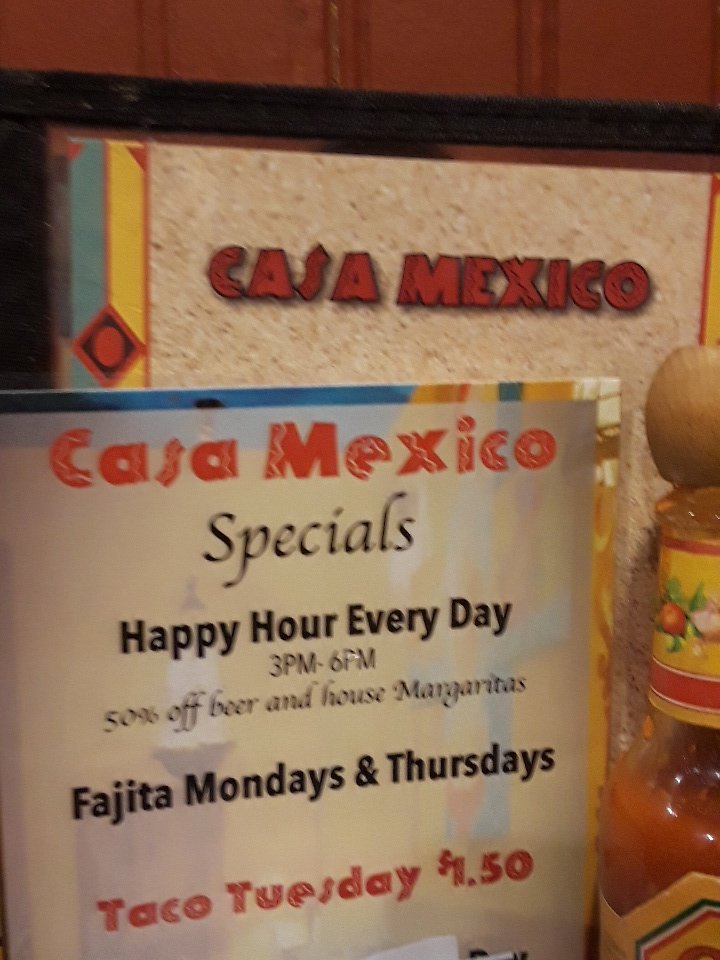 CASA MEXICO
Casa Mexico
Specials
Happy Hour Every Day
3PM- 6PM
50% off beer and house Margaritas
Fajita Mondays & Thursdays
Taco Tuesday $1.50